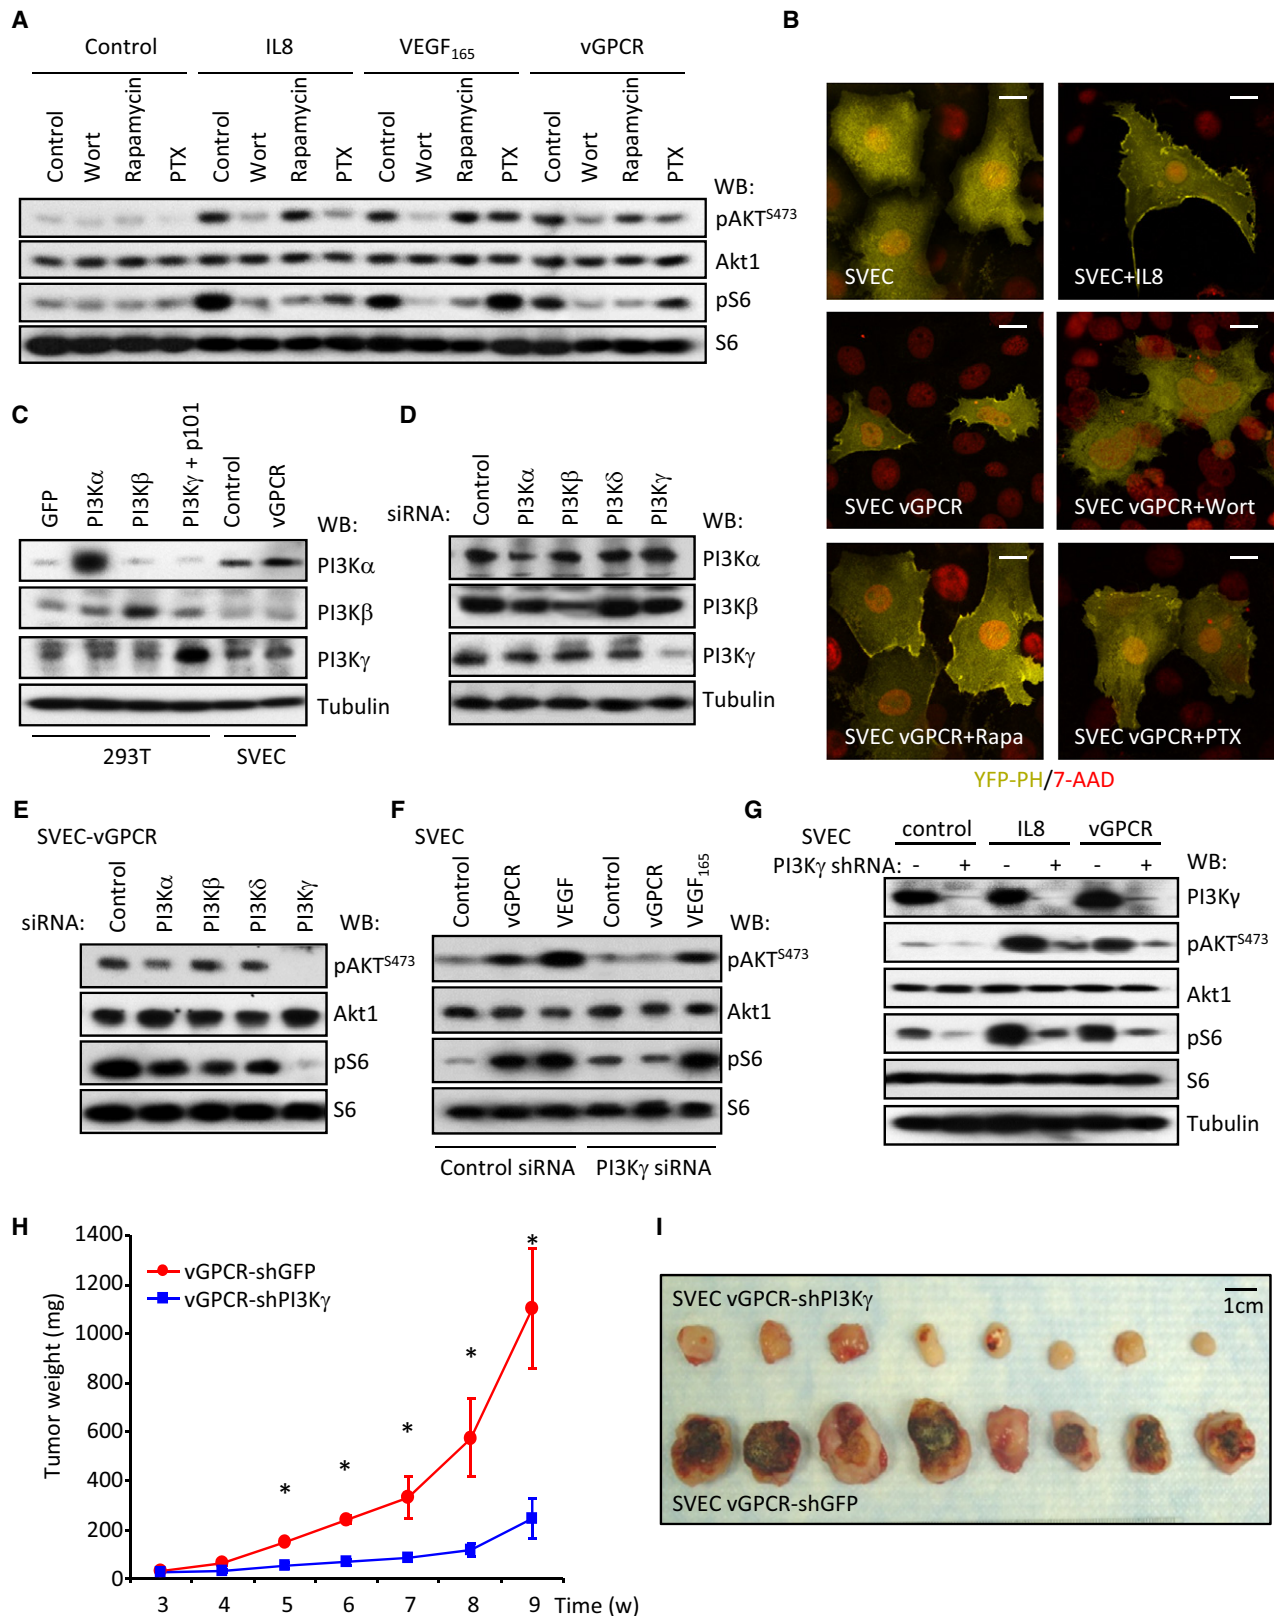 A
Control IL8 VEGF165 vGPCR
Control Wort Rapamycin PTX Control Wort Rapamycin PTX Control Wort Rapamycin PTX Control Wort Rapamycin PTX
WB:
pAKTS473
Akt1
pS6
S6
B
SVEC
SVEC+IL8
SVEC vGPCR
SVEC vGPCR+Wort
SVEC vGPCR+Rapa
SVEC vGPCR+PTX
YFP-PH/7-AAD
C
GFP PI3Kα PI3Kβ PI3Kγ + p101 Control vGPCR
WB:
PI3Kα
PI3Kβ
PI3Kγ
Tubulin
293T SVEC
D
siRNA: Control PI3Kα PI3Kβ PI3Kδ PI3Kγ
WB:
PI3Kα
PI3Kβ
PI3Kγ
Tubulin
E
SVEC-vGPCR
siRNA: Control PI3Kα PI3Kβ PI3Kδ PI3Kγ
WB:
pAKTS473
Akt1
pS6
S6
F
SVEC
Control vGPCR VEGF Control vGPCR VEGF165
WB:
pAKTS473
Akt1
pS6
S6
Control siRNA PI3Kγ siRNA
G
SVEC control IL8 vGPCR
PI3Kγ shRNA: - + - + - + WB:
PI3Kγ
pAKTS473
Akt1
pS6
S6
Tubulin
H
Tumor weight (mg)
1400
1200
1000
800
600
400
200
0
vGPCR-shGFP
vGPCR-shPI3Kγ
* * * * *
3 4 5 6 7 8 9 Time (w)
I
SVEC vGPCR-shPI3Kγ
1cm
SVEC vGPCR-shGFP